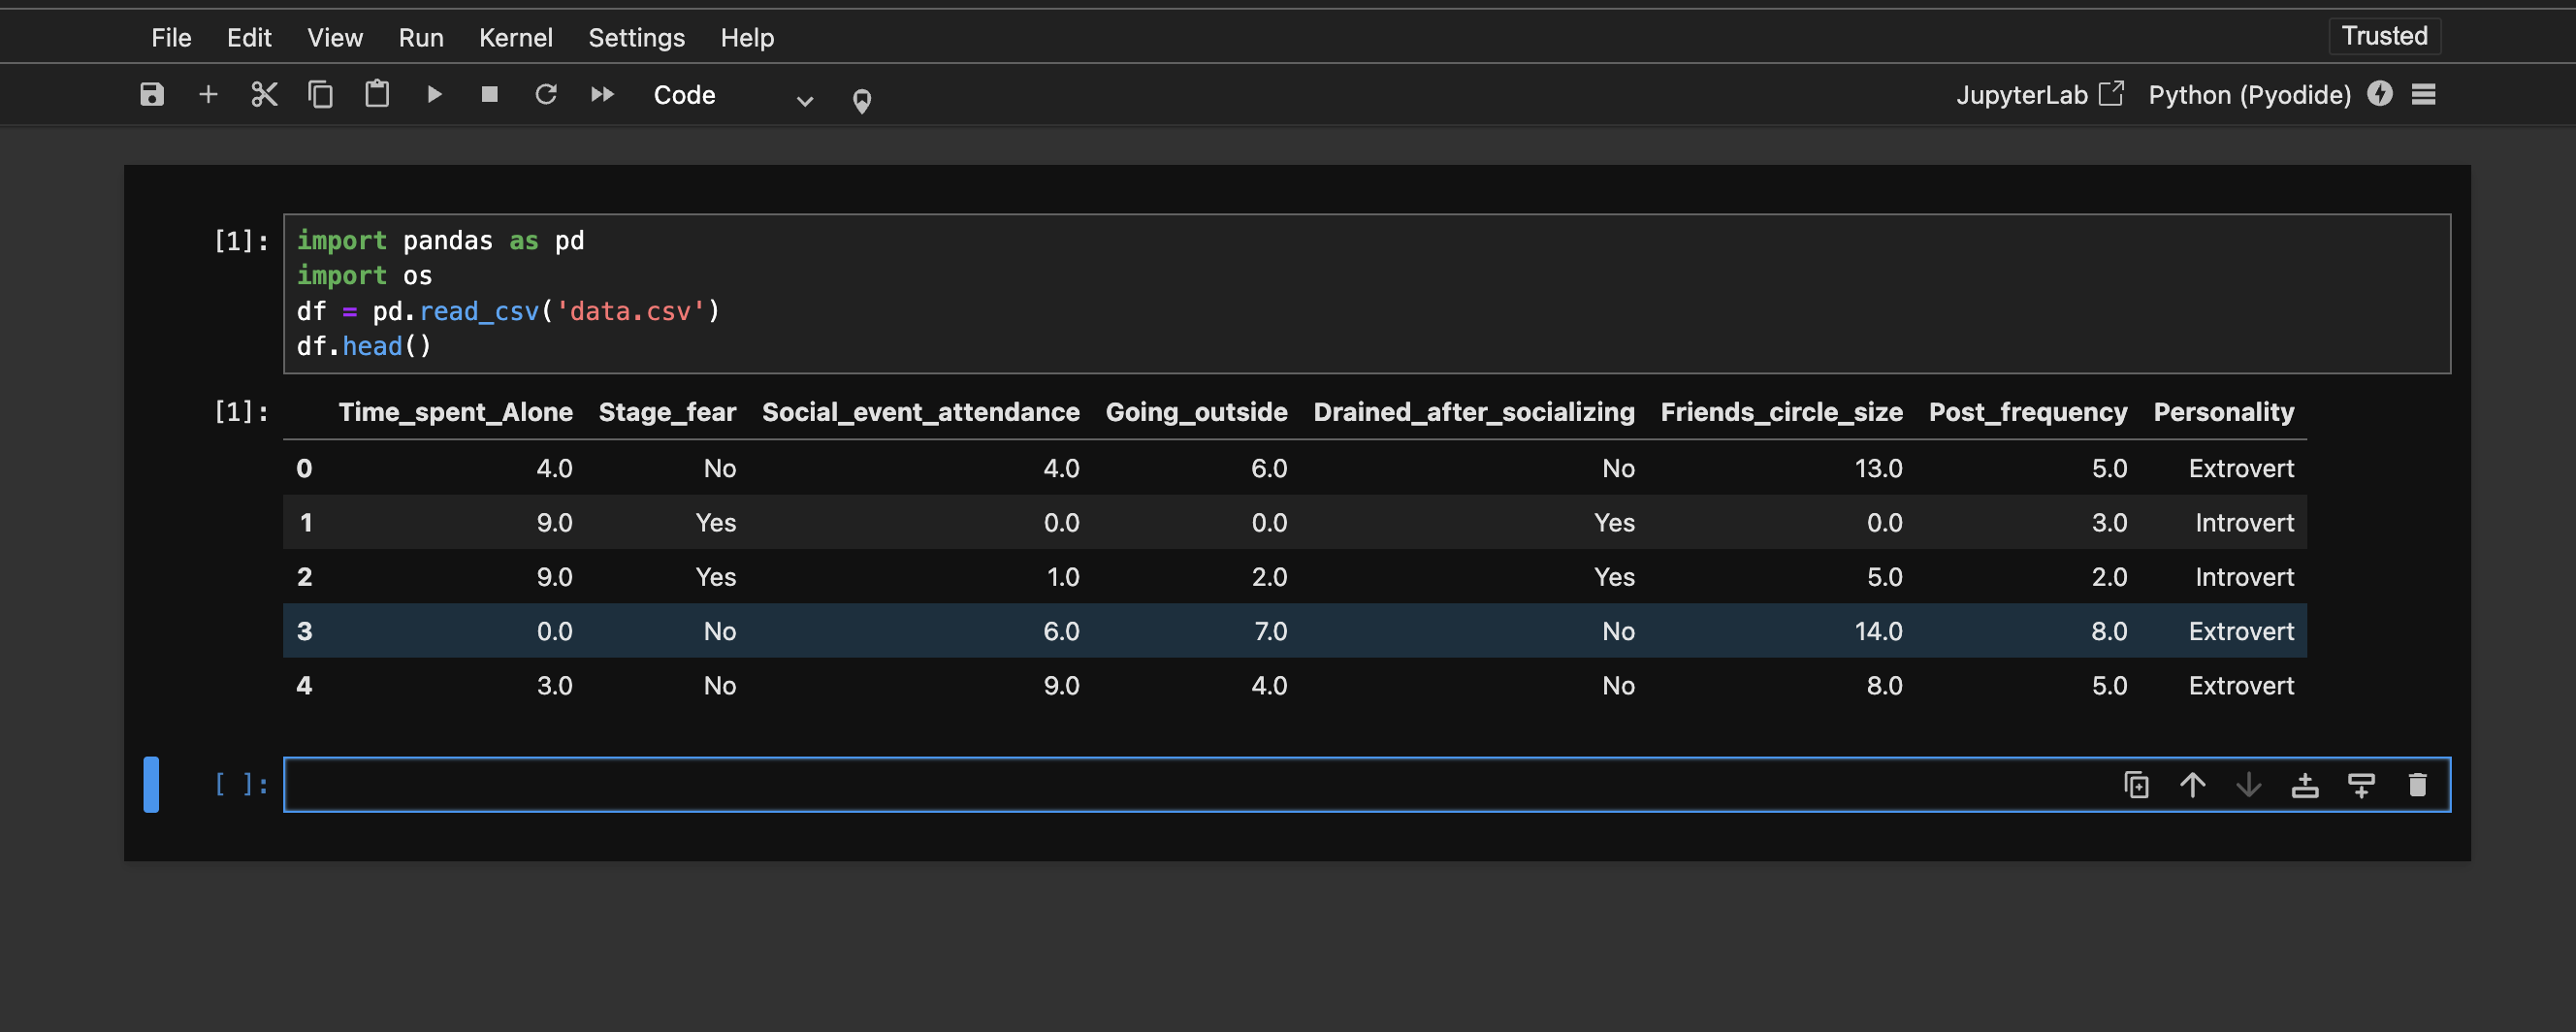 File Edit View Run Kernel Settings Help Trusted
Code JupyterLab Python (Pyodide)
[1]: import pandas as pd
import os
df = pd.read_csv('data.csv')
df.head()
[1]: Time_spent_Alone Stage_fear Social_event_attendance Going_outside Drained_after_socializing Friends_circle_size Post_frequency Personality
0 4.0 No 4.0 6.0 No 13.0 5.0 Extrovert
1 9.0 Yes 0.0 0.0 Yes 0.0 3.0 Introvert
2 9.0 Yes 1.0 2.0 Yes 5.0 2.0 Introvert
3 0.0 No 6.0 7.0 No 14.0 8.0 Extrovert
4 3.0 No 9.0 4.0 No 8.0 5.0 Extrovert
[ ]: